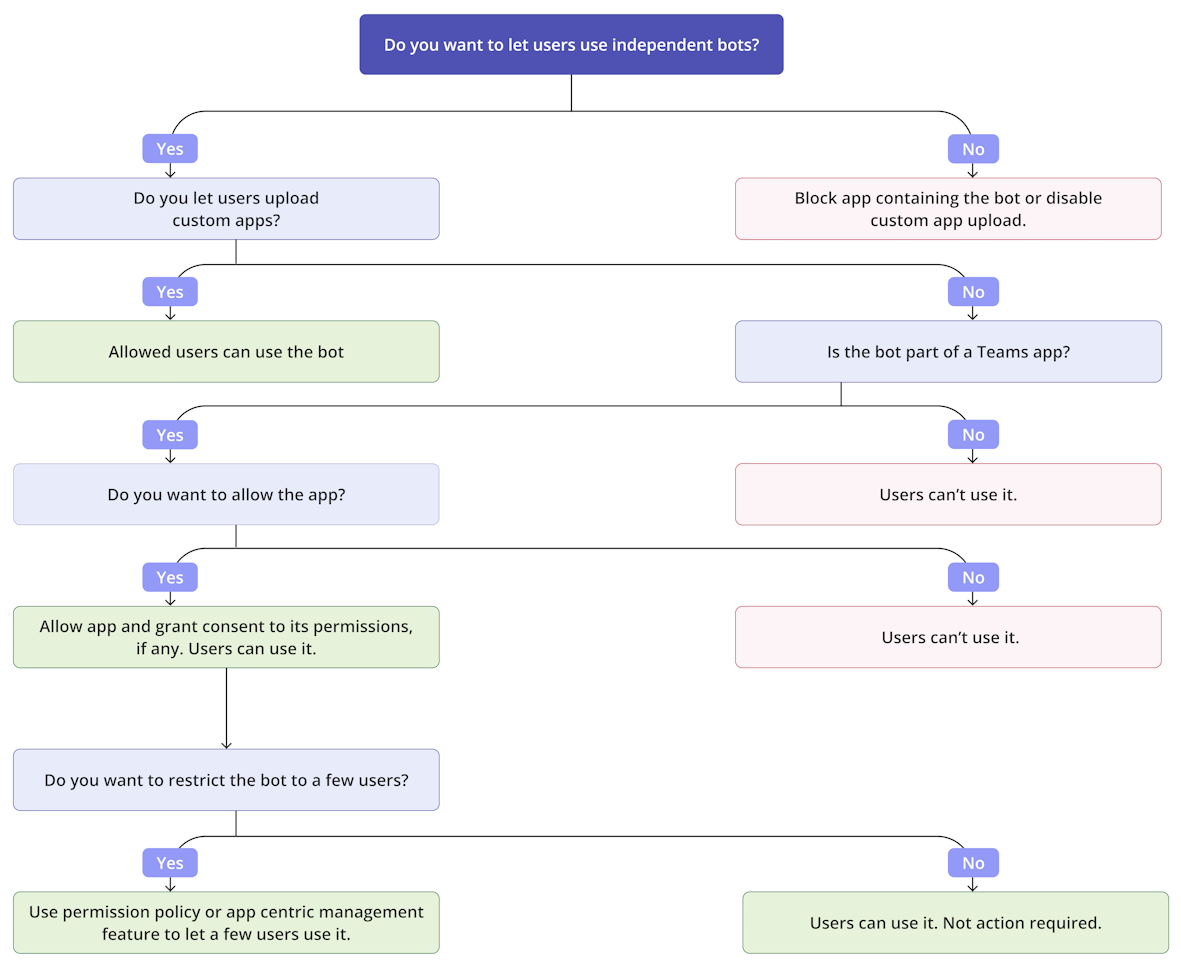 Do you want to let users use independent bots?
Yes
No
Do you let users upload
custom apps?
Block app containing the bot or disable
custom app upload.
Yes
No
Allowed users can use the bot
Is the bot part of a Teams app?
Yes
No
Do you want to allow the app?
Users can’t use it.
Yes
No
Allow app and grant consent to its permissions,
if any. Users can use it.
Users can’t use it.
Do you want to restrict the bot to a few users?
Yes
No
Use permission policy or app centric management
feature to let a few users use it.
Users can use it. Not action required.